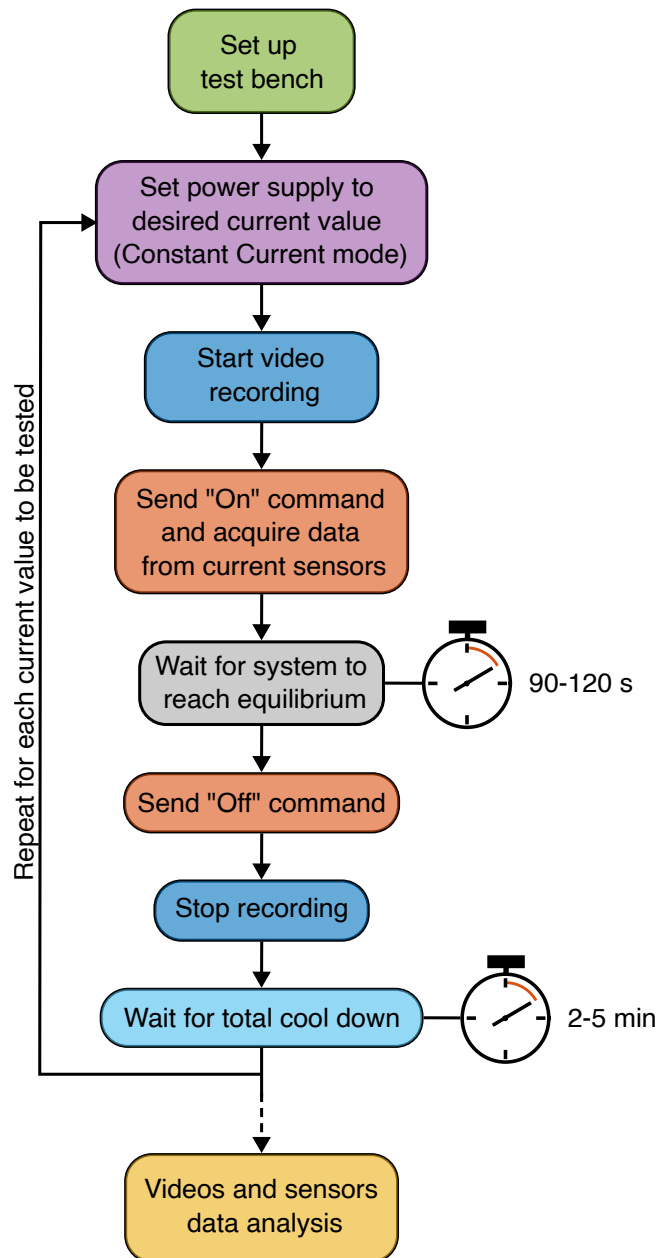 Set up
test bench
Set power supply to
desired current value
(Constant Current mode)
Start video
recording
Send "On" command
and acquire data
from current sensors
Wait for system to
reach equilibrium
90-120 s
Send "Off" command
Stop recording
Wait for total cool down
2-5 min
Repeat for each current value to be tested
Videos and sensors
data analysis